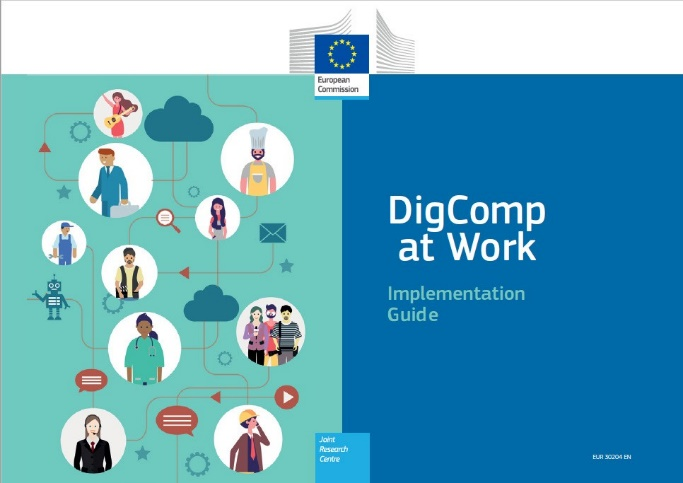 European
Commission
DigComp
at Work
Implementation
Guide
Joint
Research
Centre
EUR 30204 EN